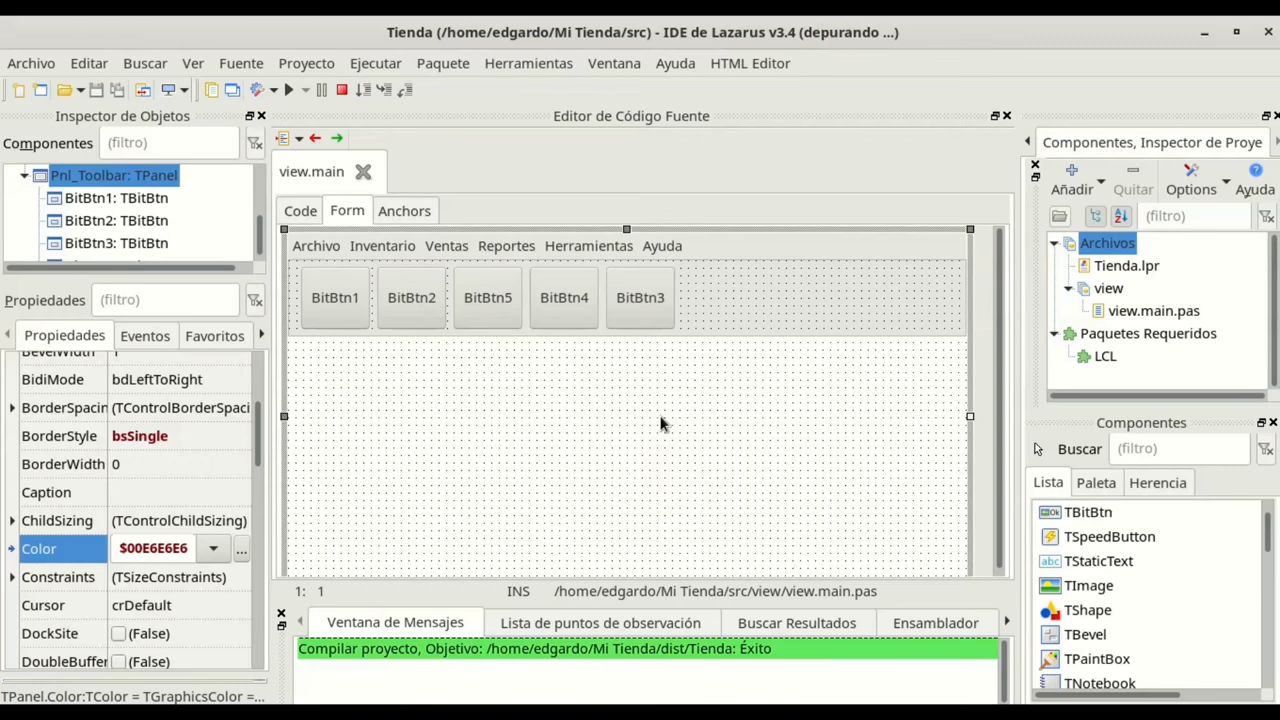 Tienda (/home/edgardo/Mi Tienda/src) - IDE de Lazarus v3.4 (depurando ...)
Archivo Editar Buscar Ver Fuente Proyecto Ejecutar Paquete Herramientas Ventana Ayuda HTML Editor
Inspector de Objetos
Componentes (filtro)
Pnl_Toolbar: TPanel
BitBtn1: TBitBtn
BitBtn2: TBitBtn
BitBtn3: TBitBtn
Propiedades (filtro)
Propiedades Eventos Favoritos
BevelWidth 1
BidiMode bdLeftToRight
BorderSpacin (TControlBorderSpaci
BorderStyle bsSingle
BorderWidth 0
Caption
ChildSizing (TControlChildSizing)
Color $00E6E6E6 ...
Constraints (TSizeConstraints)
Cursor crDefault
DockSite (False)
DoubleBuffer (False)
TPanel.Color:TColor = TGraphicsColor =...
Editor de Código Fuente
view.main
Code Form Anchors
Archivo Inventario Ventas Reportes Herramientas Ayuda
BitBtn1 BitBtn2 BitBtn5 BitBtn4 BitBtn3
1: 1 INS /home/edgardo/Mi Tienda/src/view/view.main.pas
Ventana de Mensajes Lista de puntos de observación Buscar Resultados Ensamblador
Compilar proyecto, Objetivo: /home/edgardo/Mi Tienda/dist/Tienda: Éxito
Componentes, Inspector de Proye
Añadir Quitar Options Ayuda
(filtro)
Archivos
Tienda.lpr
view
view.main.pas
Paquetes Requeridos
LCL
Componentes
Buscar (filtro)
Lista Paleta Herencia
TBitBtn
TSpeedButton
TStaticText
TImage
TShape
TBevel
TPaintBox
TNotebook